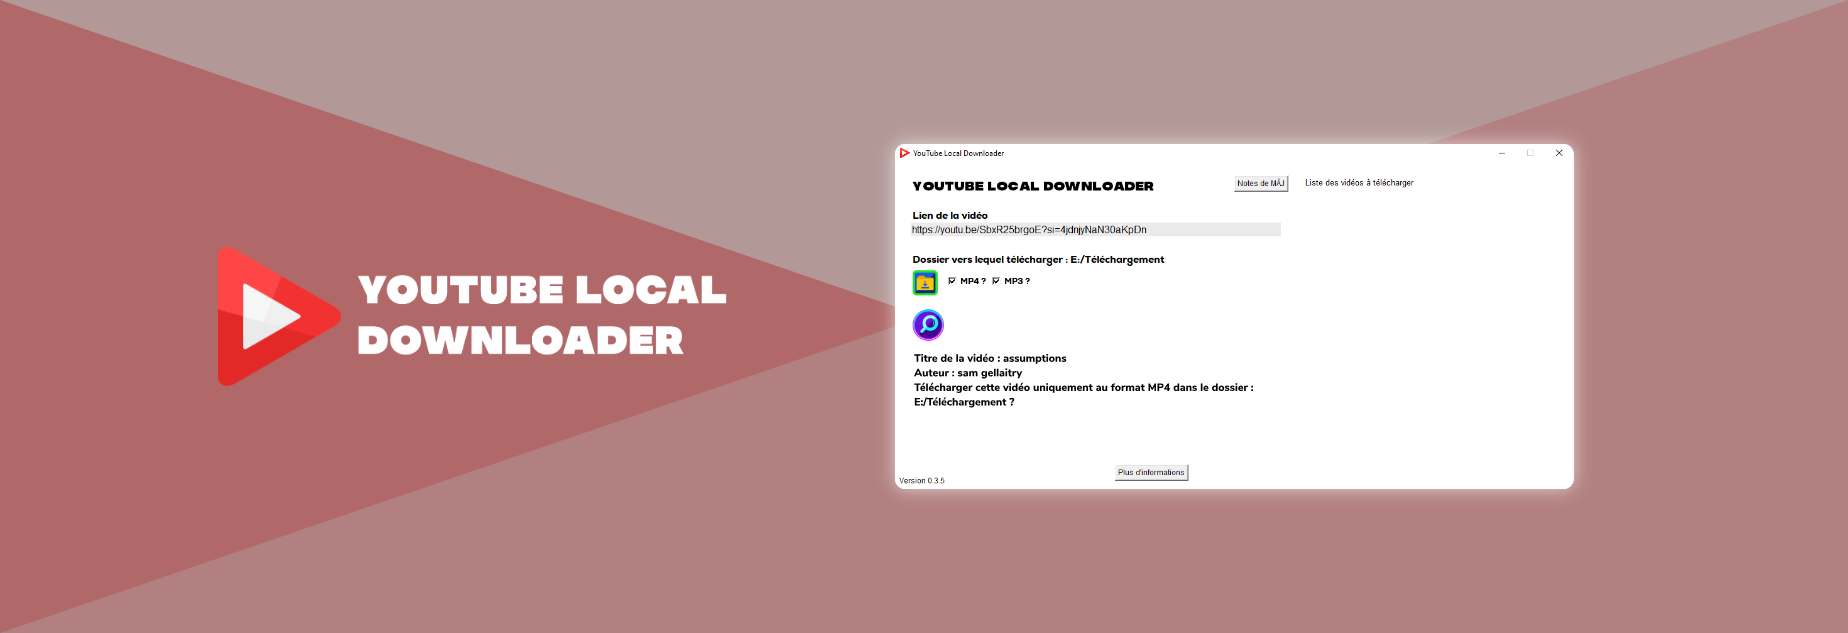 YOUTUBE LOCAL
DOWNLOADER
YouTube Local Downloader
YOUTUBE LOCAL DOWNLOADER
Notes de MÀJ
Liste des vidéos à télécharger
Lien de la vidéo
https://youtu.be/SbxR25brgoE?si=4jdnjyNaN30aKpDn
Dossier vers lequel télécharger : E:/Téléchargement
MP4 ? MP3 ?
Titre de la vidéo : assumptions
Auteur : sam gellaitry
Télécharger cette vidéo uniquement au format MP4 dans le dossier :
E:/Téléchargement ?
Plus d'informations
Version 0.3.5